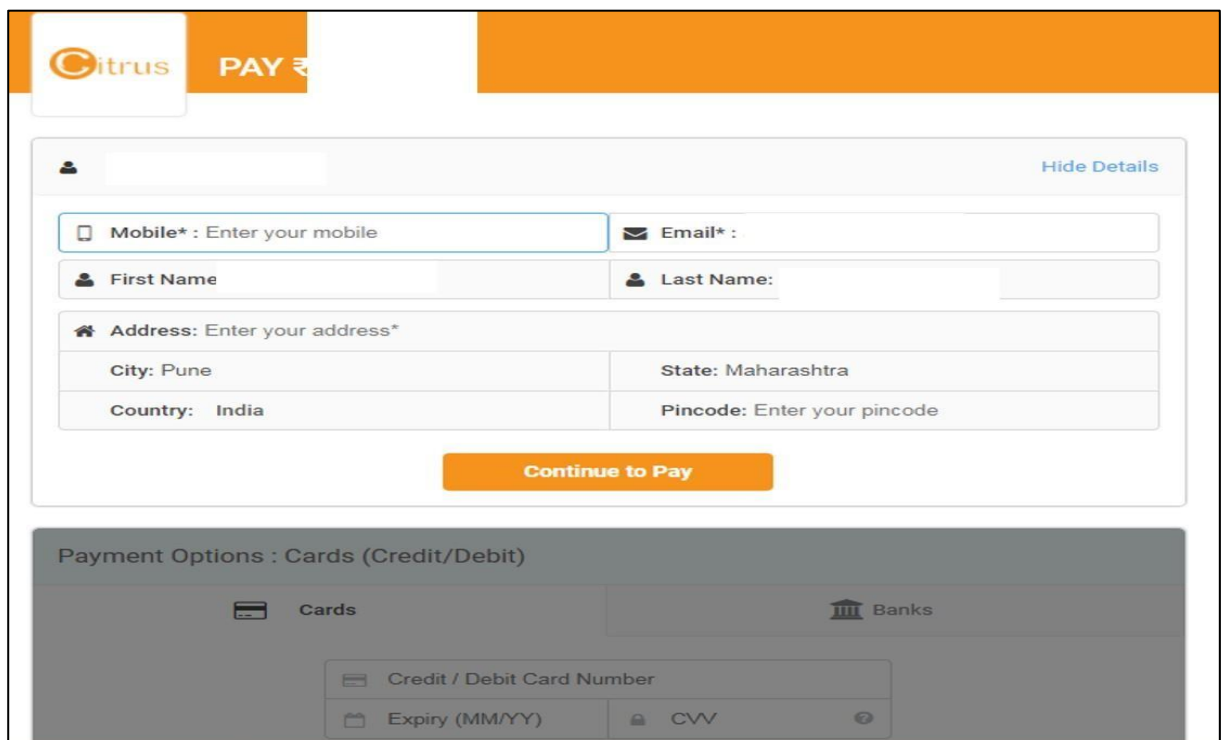 Citrus PAY ₹
Hide Details
Mobile* : Enter your mobile Email* :
First Name Last Name:
Address: Enter your address*
City: Pune State: Maharashtra
Country: India Pincode: Enter your pincode
Continue to Pay
Payment Options : Cards (Credit/Debit)
Cards Banks
Credit / Debit Card Number
Expiry (MM/YY) CVV